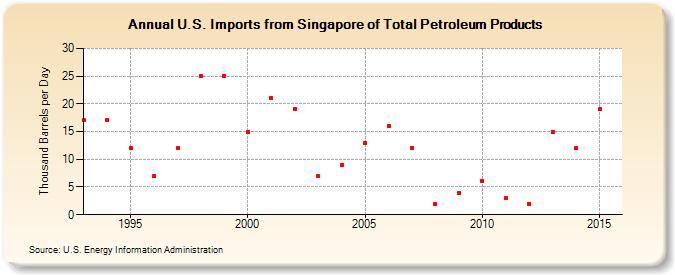 Annual U.S. Imports from Singapore of Total Petroleum Products
Thousand Barrels per Day
30
25
20
15
10
5
0
1995 2000 2005 2010 2015
Source: U.S. Energy Information Administration